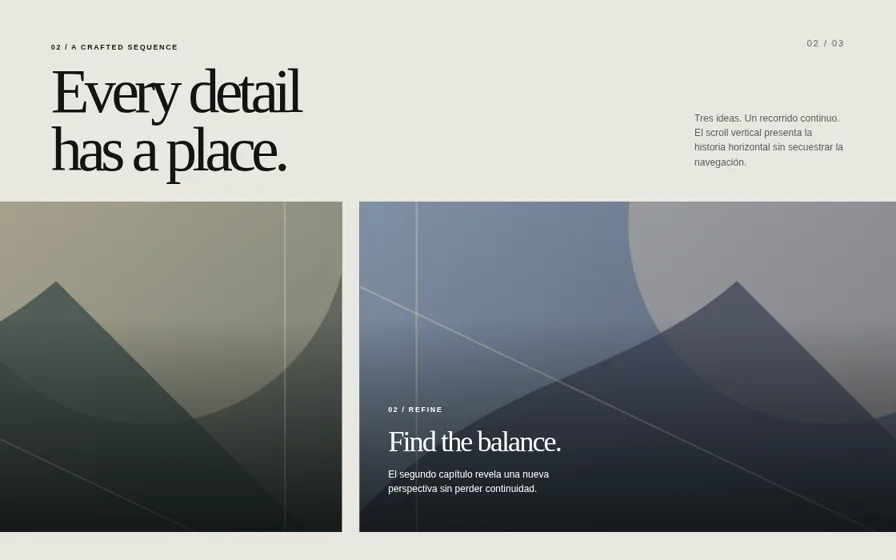 02 / A CRAFTED SEQUENCE
02 / 03
Every detail
has a place.
Tres ideas. Un recorrido continuo.
El scroll vertical presenta la
historia horizontal sin secuestrar la
navegación.
02 / REFINE
Find the balance.
El segundo capítulo revela una nueva
perspectiva sin perder continuidad.